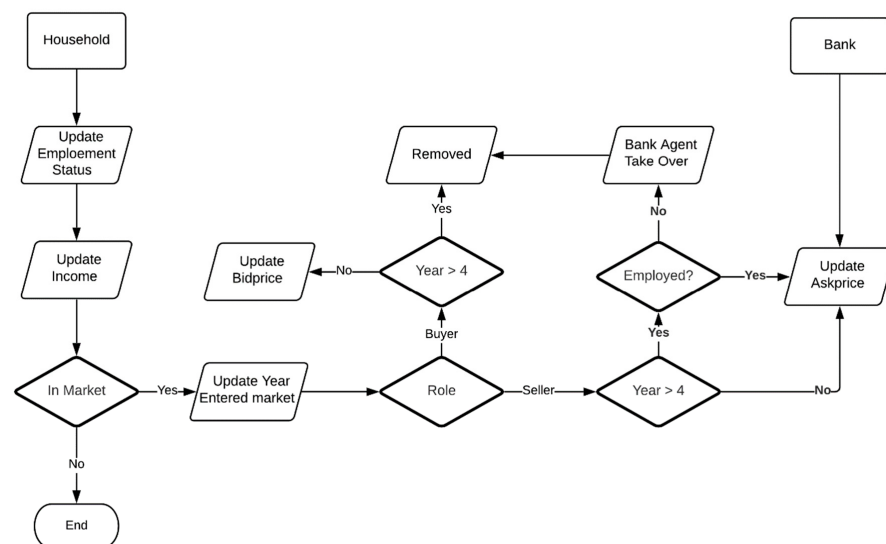 Household
Bank
Update
Emploement
Status
Removed
Bank Agent
Take Over
Yes
No
Update
Income
Update
Bidprice
No
Year > 4
Employed?
Yes
Update
Askprice
Buyer
Yes
In Market
Yes
Update Year
Entered market
Role
Seller
Year > 4
No
No
End